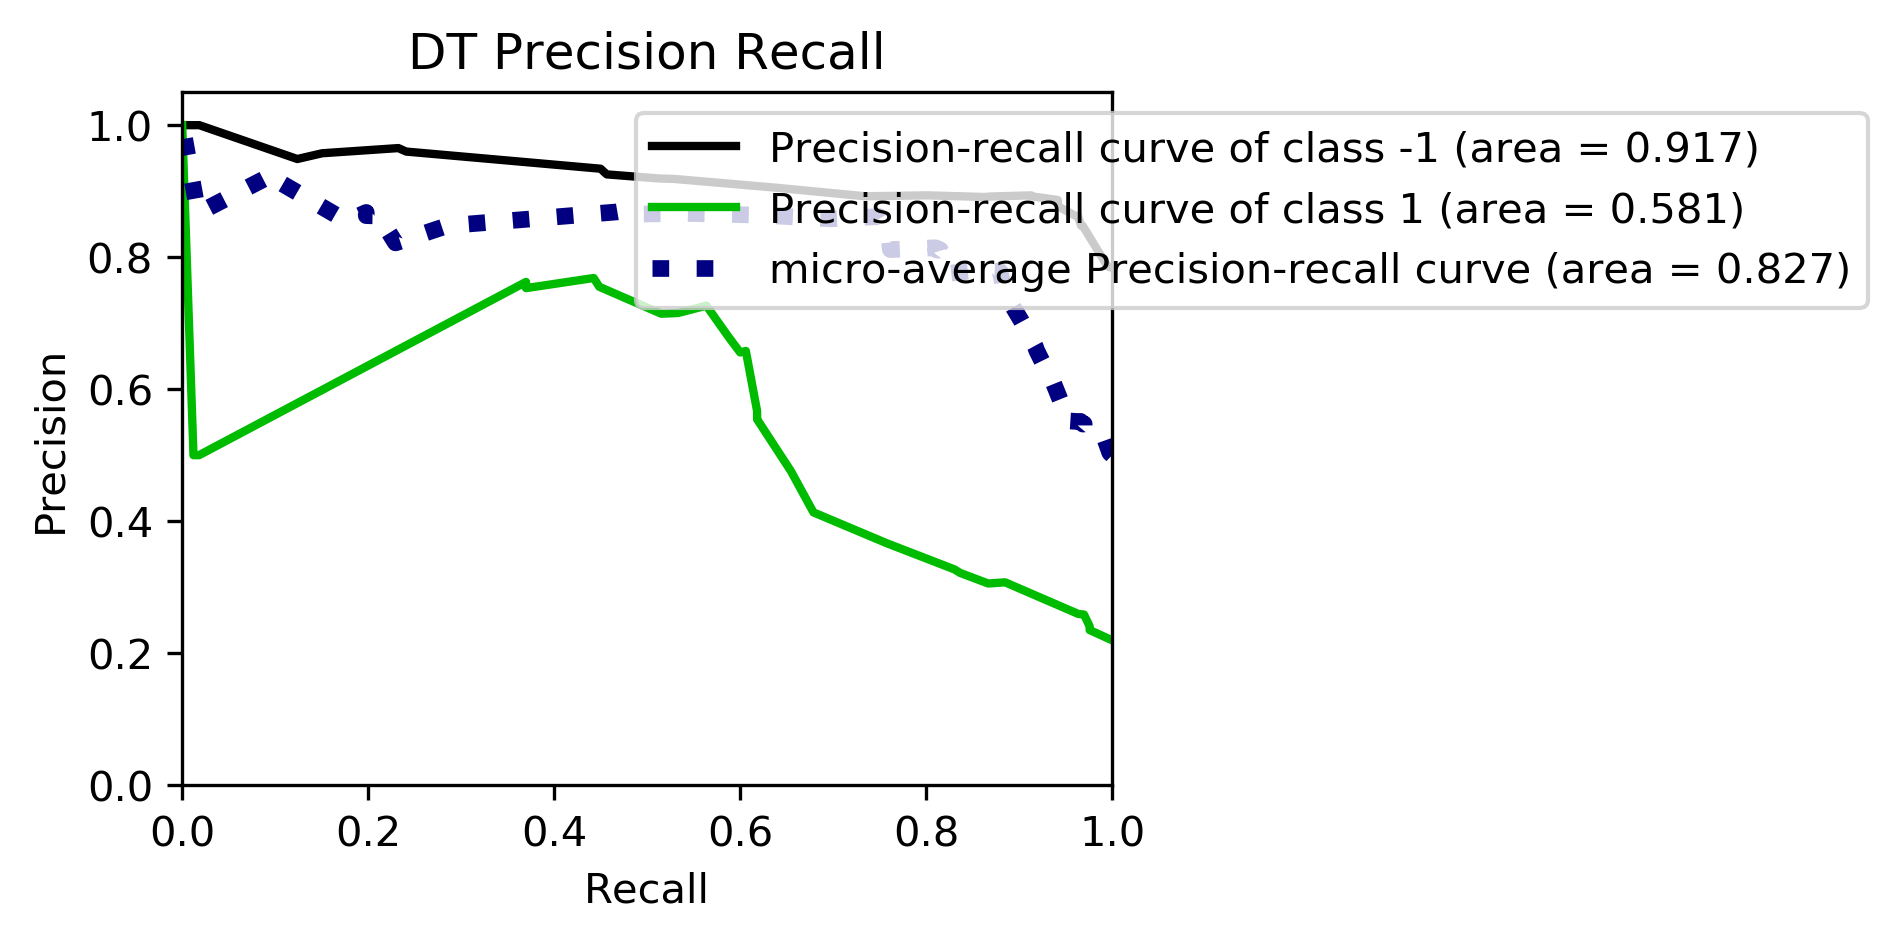 DT Precision Recall
Precision-recall curve of class -1 (area = 0.917)
Precision-recall curve of class 1 (area = 0.581)
micro-average Precision-recall curve (area = 0.827)
1.0
0.8
0.6
0.4
0.2
0.0
Precision
0.0 0.2 0.4 0.6 0.8 1.0
Recall